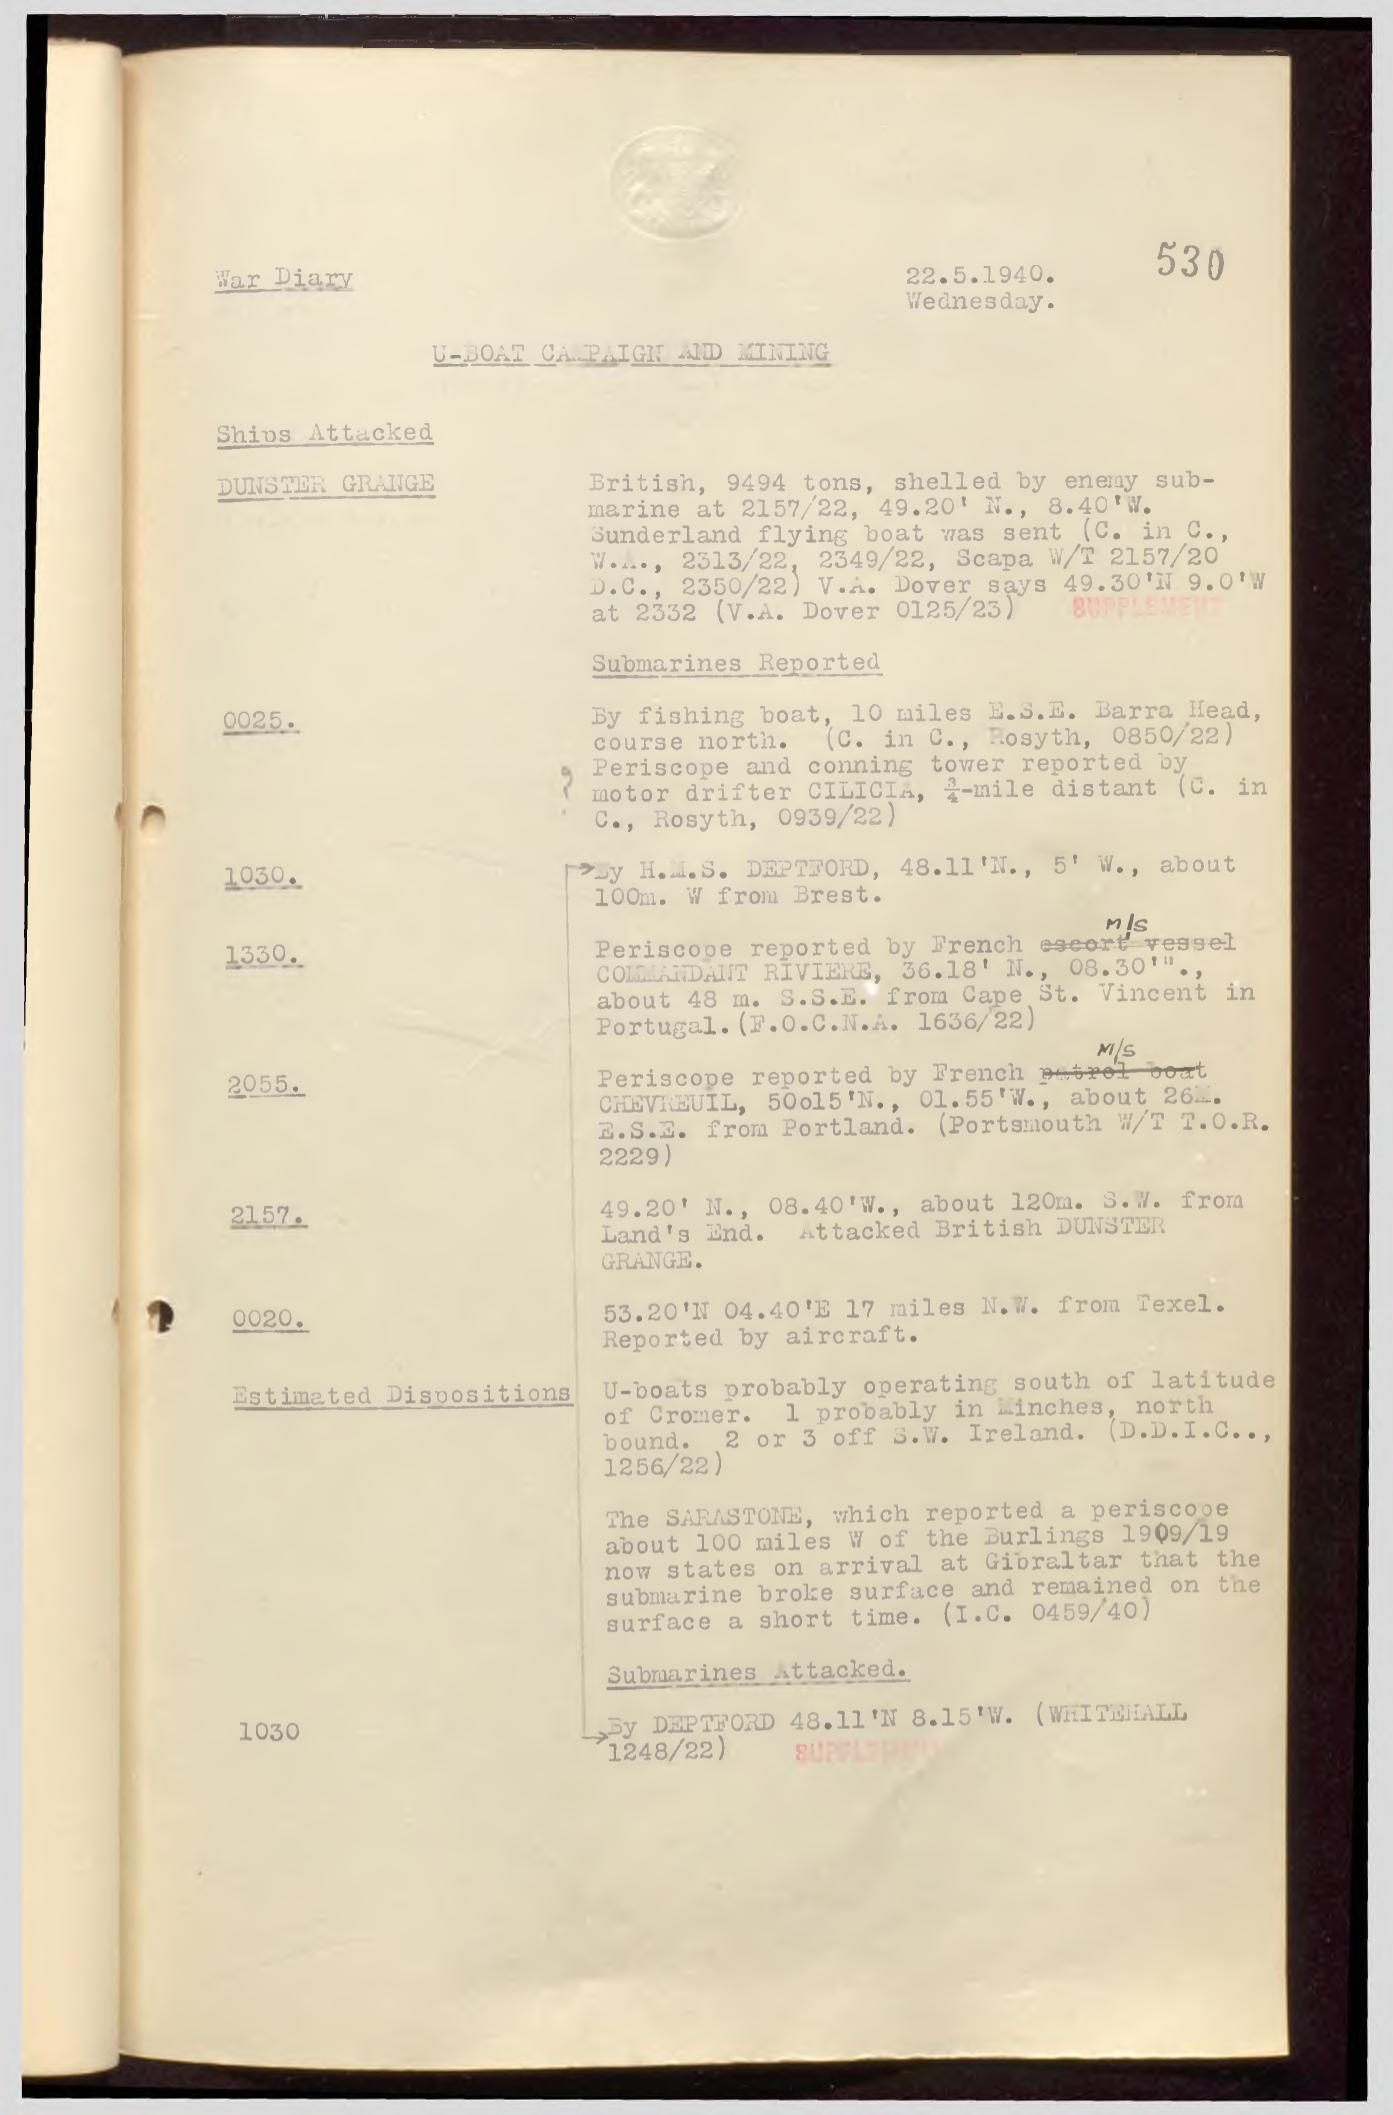 530
War Diary
22.5.1940.
Wednesday.
U-BOAT CAMPAIGN AND MINING
Ships Attacked
DUNSTER GRANGE
British, 9494 tons, shelled by enemy sub-
marine at 2157/22, 49.20' N., 8.40'W.
Sunderland flying boat was sent (C. in C.,
W.A., 2313/22, 2349/22, Scapa W/T 2157/20
D.C., 2350/22) V.A. Dover says 49.30'N 9.0'W
at 2332 (V.A. Dover 0125/23) SUPPLEMENT
Submarines Reported
0025.
By fishing boat, 10 miles E.S.E. Barra Head,
course north. (C. in C., Rosyth, 0850/22)
? Periscope and conning tower reported by
motor drifter CILICIA, ¾-mile distant (C. in
C., Rosyth, 0939/22)
1030.
By H.M.S. DEPTFORD, 48.11'N., 5' W., about
100m. W from Brest.
1330.
M/S
Periscope reported by French escort vessel
COMMANDANT RIVIERE, 36.18' N., 08.30'".,
about 48 m. S.S.E. from Cape St. Vincent in
Portugal.(F.O.C.N.A. 1636/22)
2055.
M/S
Periscope reported by French patrol boat
CHEVREUIL, 50o15'N., 01.55'W., about 26M.
E.S.E. from Portland. (Portsmouth W/T T.O.R.
2229)
2157.
49.20' N., 08.40'W., about 120m. S.W. from
Land's End. Attacked British DUNSTER
GRANGE.
0020.
53.20'N 04.40'E 17 miles N.W. from Texel.
Reported by aircraft.
Estimated Dispositions
U-boats probably operating south of latitude
of Cromer. 1 probably in Minches, north
bound. 2 or 3 off S.W. Ireland. (D.D.I.C..,
1256/22)
The SARASTONE, which reported a periscope
about 100 miles W of the Burlings 1909/19
now states on arrival at Gibraltar that the
submarine broke surface and remained on the
surface a short time. (I.C. 0459/40)
Submarines Attacked.
1030
By DEPTFORD 48.11'N 8.15'W. (WHITEHALL
1248/22) SUPPLEMENT